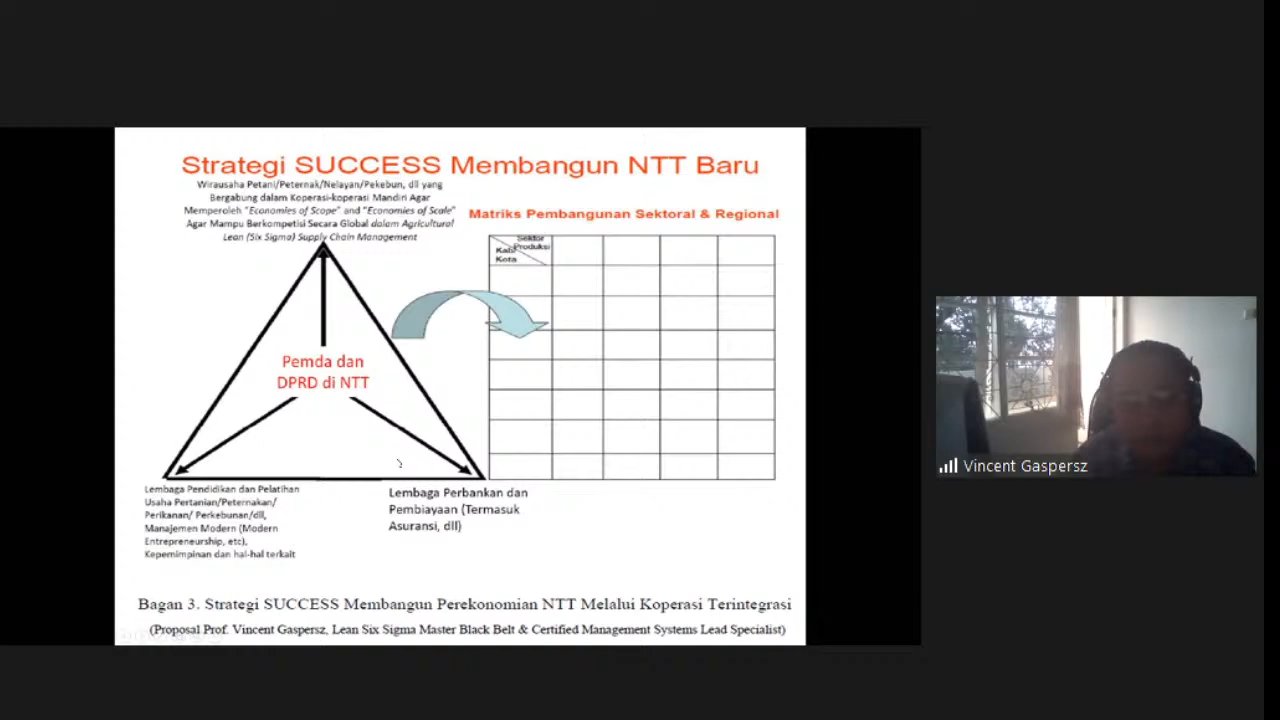 Strategi SUCCESS Membangun NTT Baru
Wirausaha Petani/Peternak/Nelayan/Pekebun, dll yang
Bergabung dalam Koperasi-koperasi Mandiri Agar
Memperoleh "Economies of Scope" and "Economies of Scale"
Agar Mampu Berkompetisi Secara Global dalam Agricultural
Lean (Six Sigma) Supply Chain Management
Matriks Pembangunan Sektoral & Regional
Sektor
Produksi
Kab/
Kota
Pemda dan
DPRD di NTT
Lembaga Pendidikan dan Pelatihan
Usaha Pertanian/Peternakan/
Perikanan/ Perkebunan/dll,
Manajemen Modern (Modern
Entrepreneurship, etc),
Kepemimpinan dan hal-hal terkait
Lembaga Perbankan dan
Pembiayaan (Termasuk
Asuransi, dll)
Bagan 3. Strategi SUCCESS Membangun Perekonomian NTT Melalui Koperasi Terintegrasi
(Proposal Prof. Vincent Gaspersz, Lean Six Sigma Master Black Belt & Certified Management Systems Lead Specialist)
Vincent Gaspersz